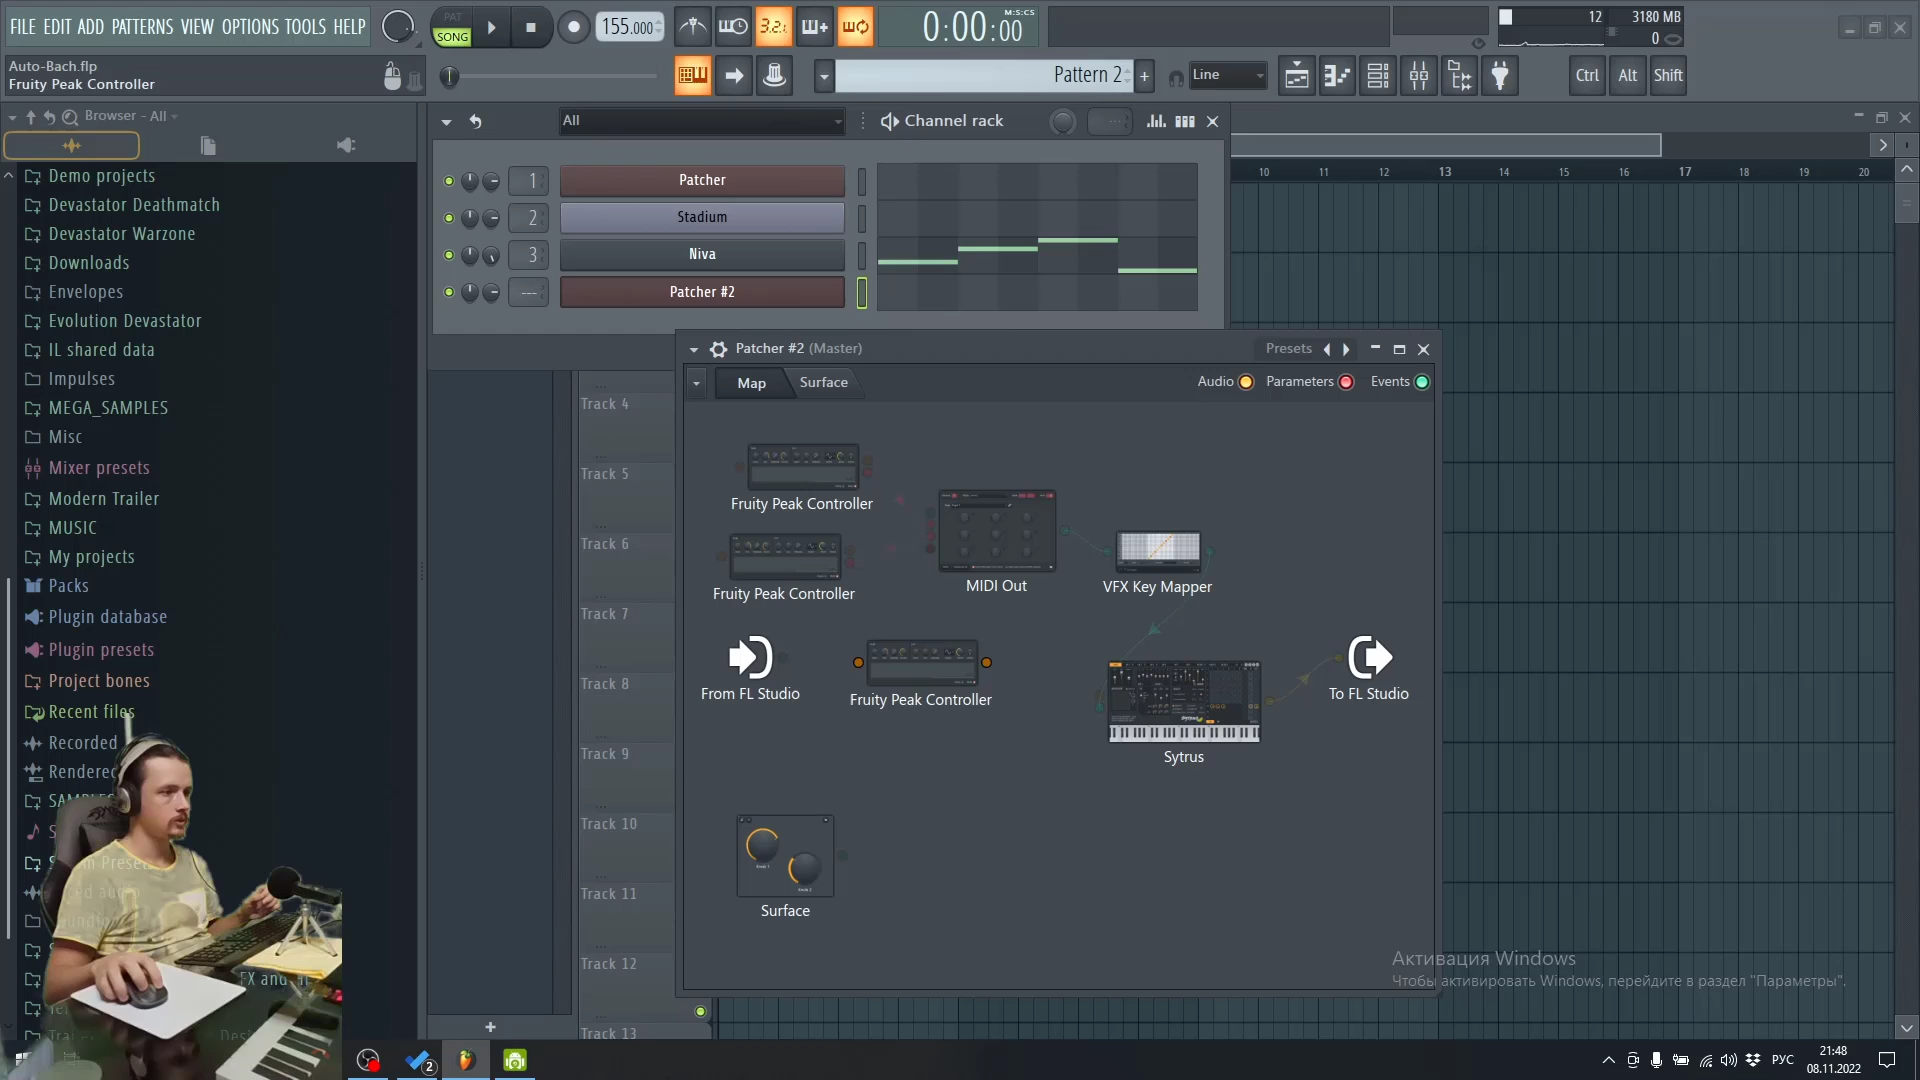 FILE EDIT ADD PATTERNS VIEW OPTIONS TOOLS HELP
PAT
SONG
155.000
3.2.1
0:00:00
M:S:CS
12
3180 MB
0
Auto-Bach.flp
Fruity Peak Controller
Pattern 2
+
Line
Ctrl
Alt
Shift
Browser - All
Demo projects
Devastator Deathmatch
Devastator Warzone
Downloads
Envelopes
Evolution Devastator
IL shared data
Impulses
MEGA_SAMPLES
Misc
Mixer presets
Modern Trailer
MUSIC
My projects
Packs
Plugin database
Plugin presets
Project bones
Recent files
Recorded
Rendered
All
Channel rack
1
Patcher
2
Stadium
3
Niva
---
Patcher #2
10 11 12 13 14 15 16 17 18 19 20
Track 4
Track 5
Track 6
Track 7
Track 8
Track 9
Track 10
Track 11
Track 12
Track 13
Patcher #2 (Master)
Presets
Map
Surface
Audio
Parameters
Events
Fruity Peak Controller
Fruity Peak Controller
MIDI Out
VFX Key Mapper
From FL Studio
Fruity Peak Controller
Sytrus
To FL Studio
Surface
Активация Windows
Чтобы активировать Windows, перейдите в раздел "Параметры".
2
РУС
21:48
08.11.2022